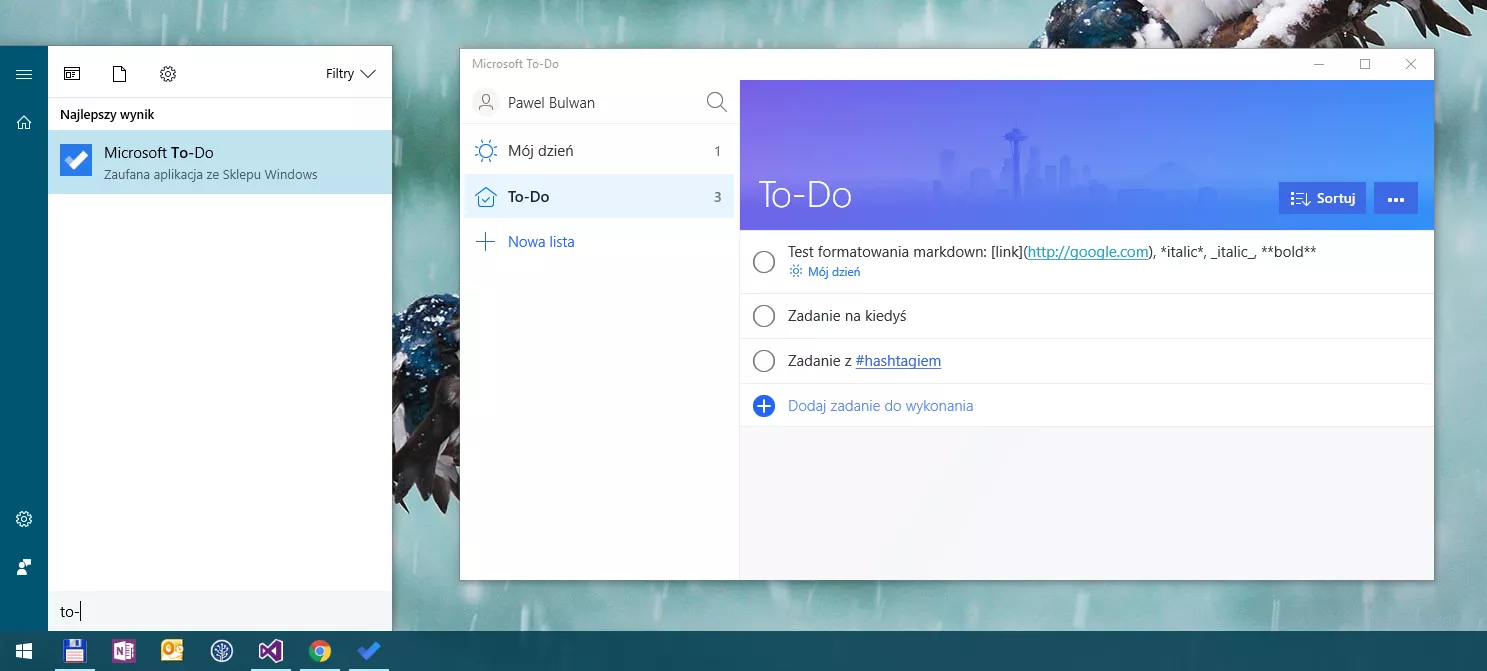 Filtry
Najlepszy wynik
Microsoft To-Do
Zaufana aplikacja ze Sklepu Windows
to-
Microsoft To-Do
Pawel Bulwan
Mój dzień 1
To-Do 3
Nowa lista
To-Do
Sortuj
Test formatowania markdown: [link](http://google.com), *italic*, _italic_, **bold**
Mój dzień
Zadanie na kiedyś
Zadanie z #hashtagiem
Dodaj zadanie do wykonania